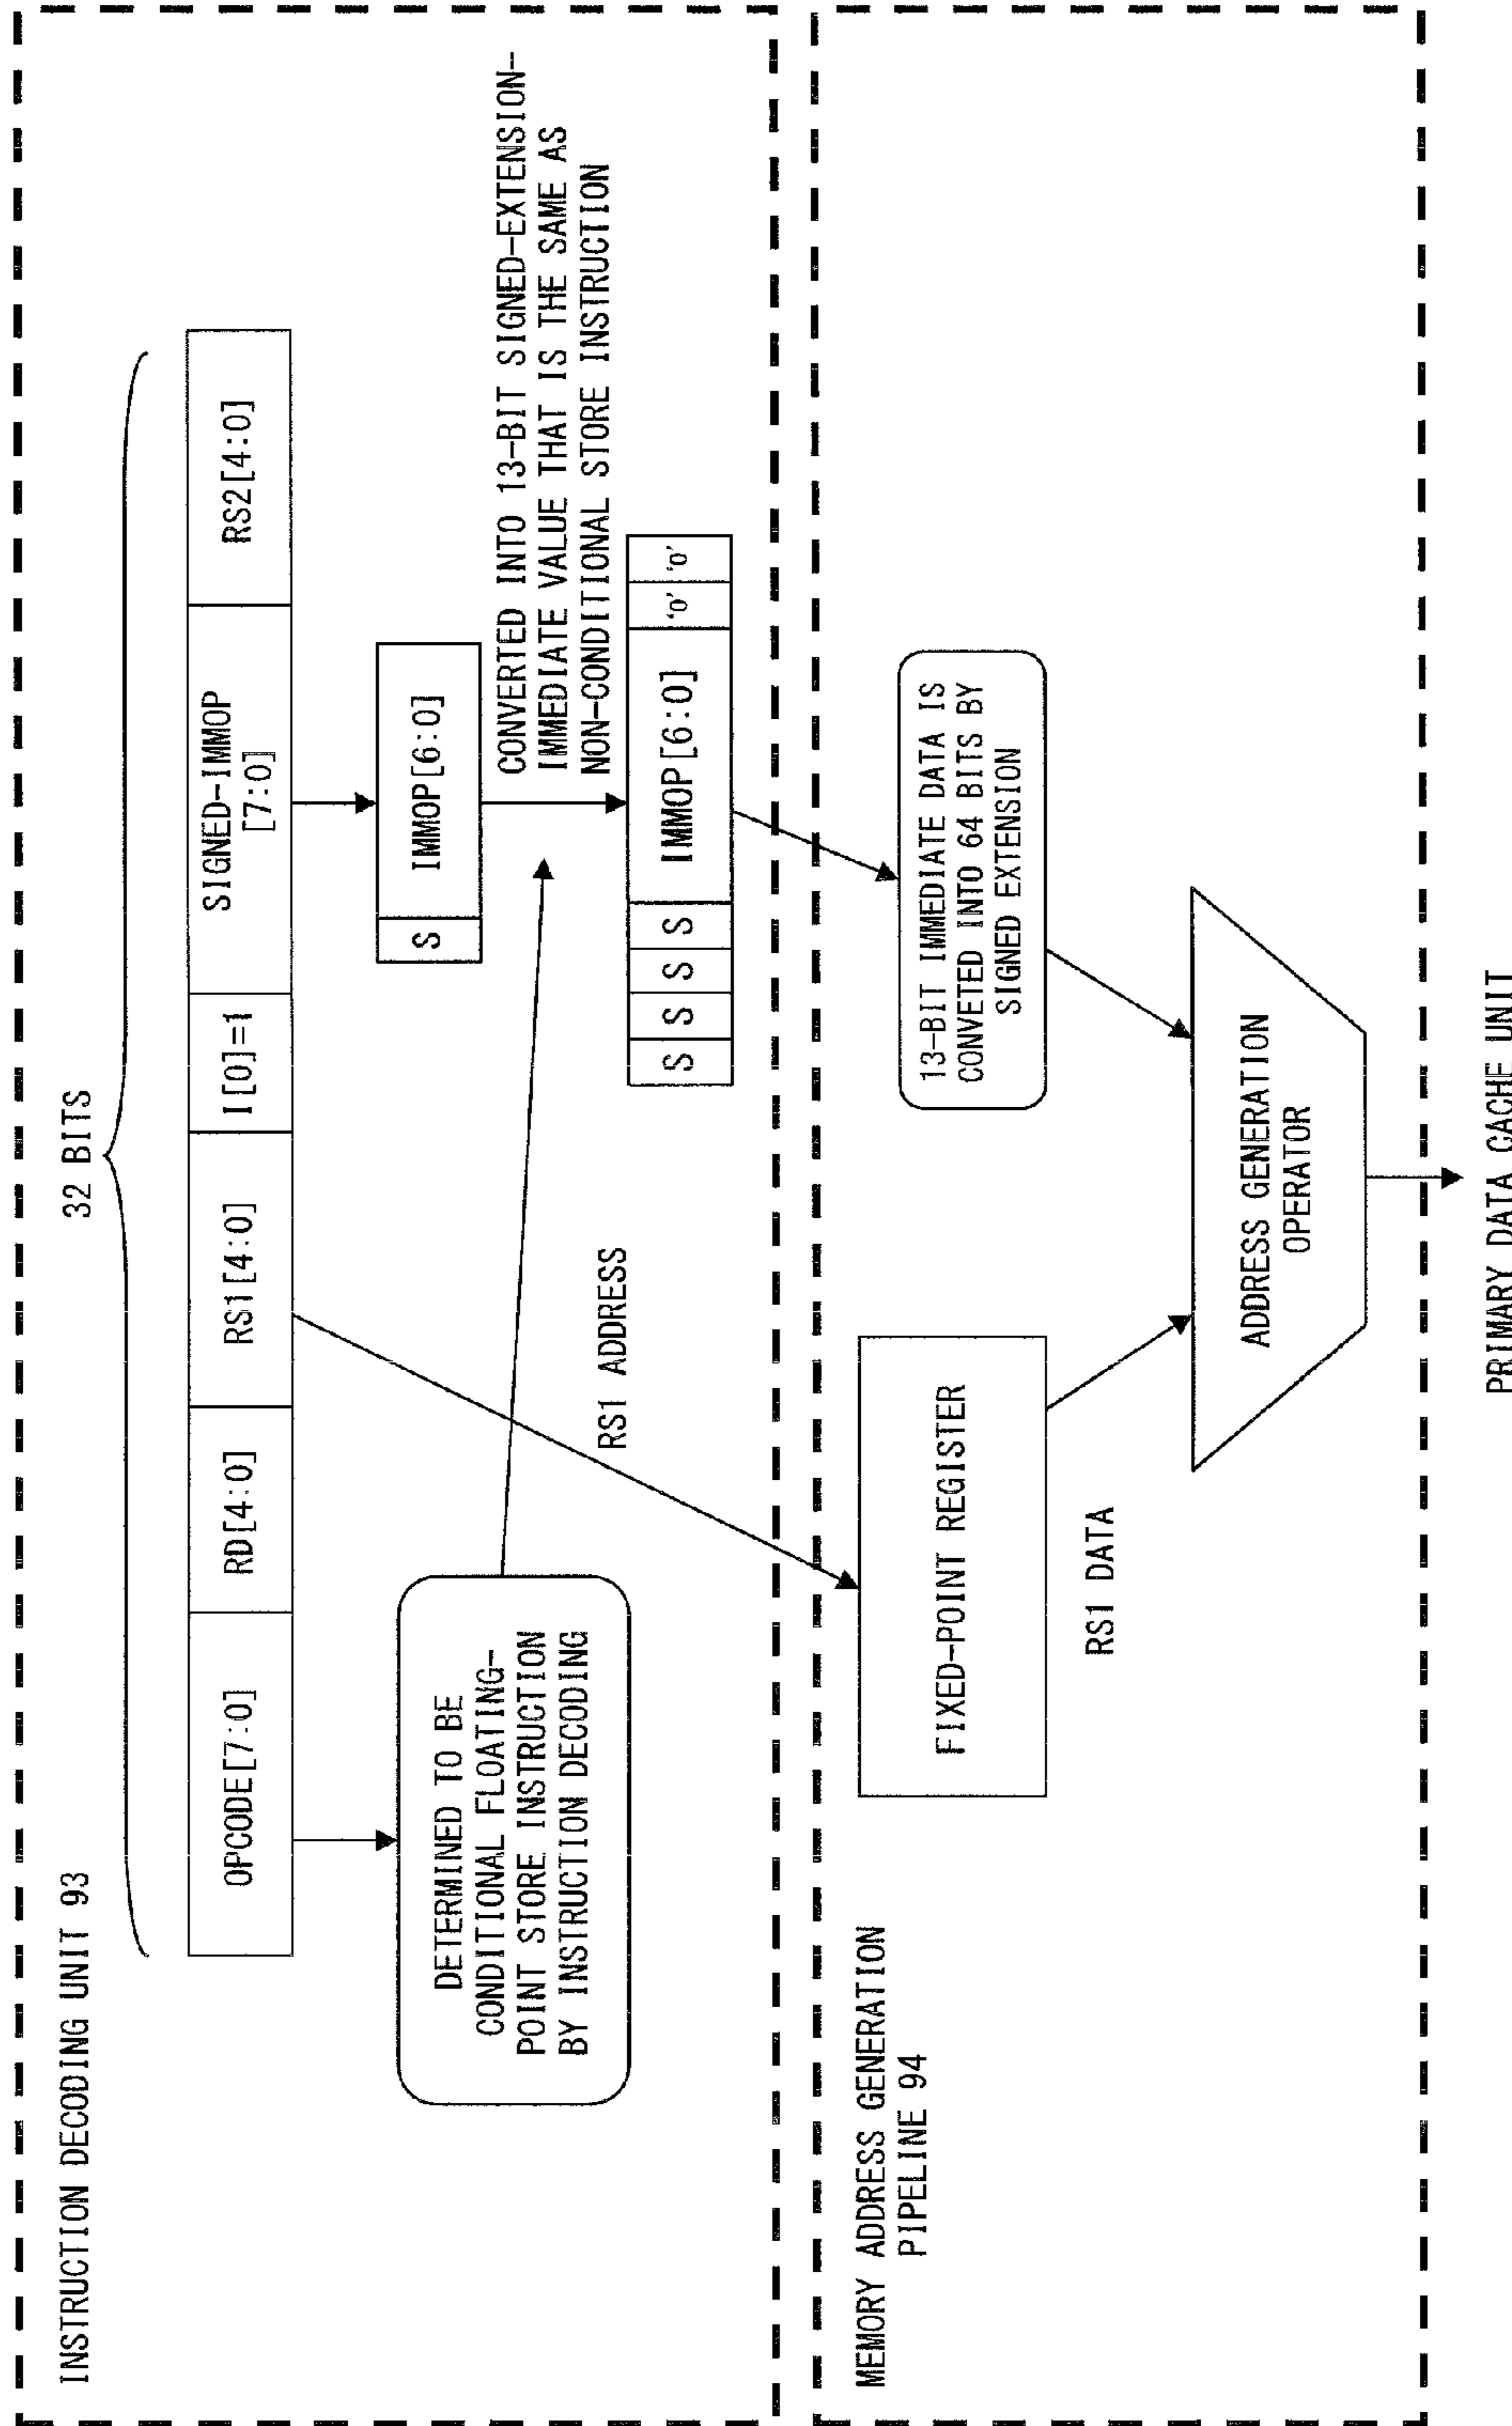 INSTRUCTION DECODING UNIT 93
32 BITS
OPCODE[7:0]
RD[4:0]
RS1[4:0]
I[0]=1
SIGNED-IMMOP
[7:0]
RS2[4:0]
DETERMINED TO BE
CONDITIONAL FLOATING-
POINT STORE INSTRUCTION
BY INSTRUCTION DECODING
S
IMMOP[6:0]
CONVERTED INTO 13-BIT SIGNED-EXTENSION-
IMMEDIATE VALUE THAT IS THE SAME AS
NON-CONDITIONAL STORE INSTRUCTION
RS1 ADDRESS
S S S S IMMOP[6:0] '0' '0'
MEMORY ADDRESS GENERATION
PIPELINE 94
FIXED-POINT REGISTER
13-BIT IMMEDIATE DATA IS
CONVETED INTO 64 BITS BY
SIGNED EXTENSION
RS1 DATA
ADDRESS GENERATION
OPERATOR
PRIMARY DATA CACHE UNIT